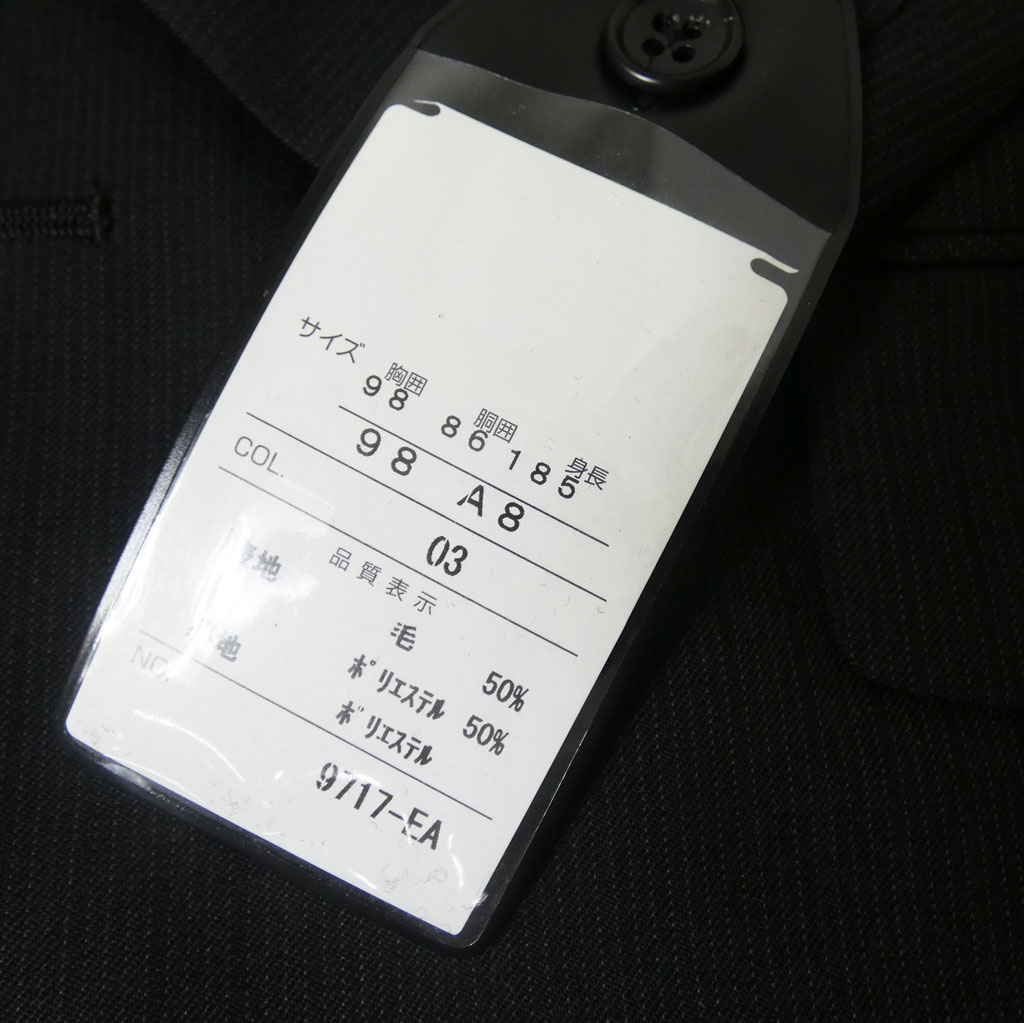 サイズ 胸囲 胴囲 身長
98 86 185
98 A8
COL. 03
品質表示
地 毛 50%
ポリエステル 50%
地 ポリエステル
NO. 9717-EA